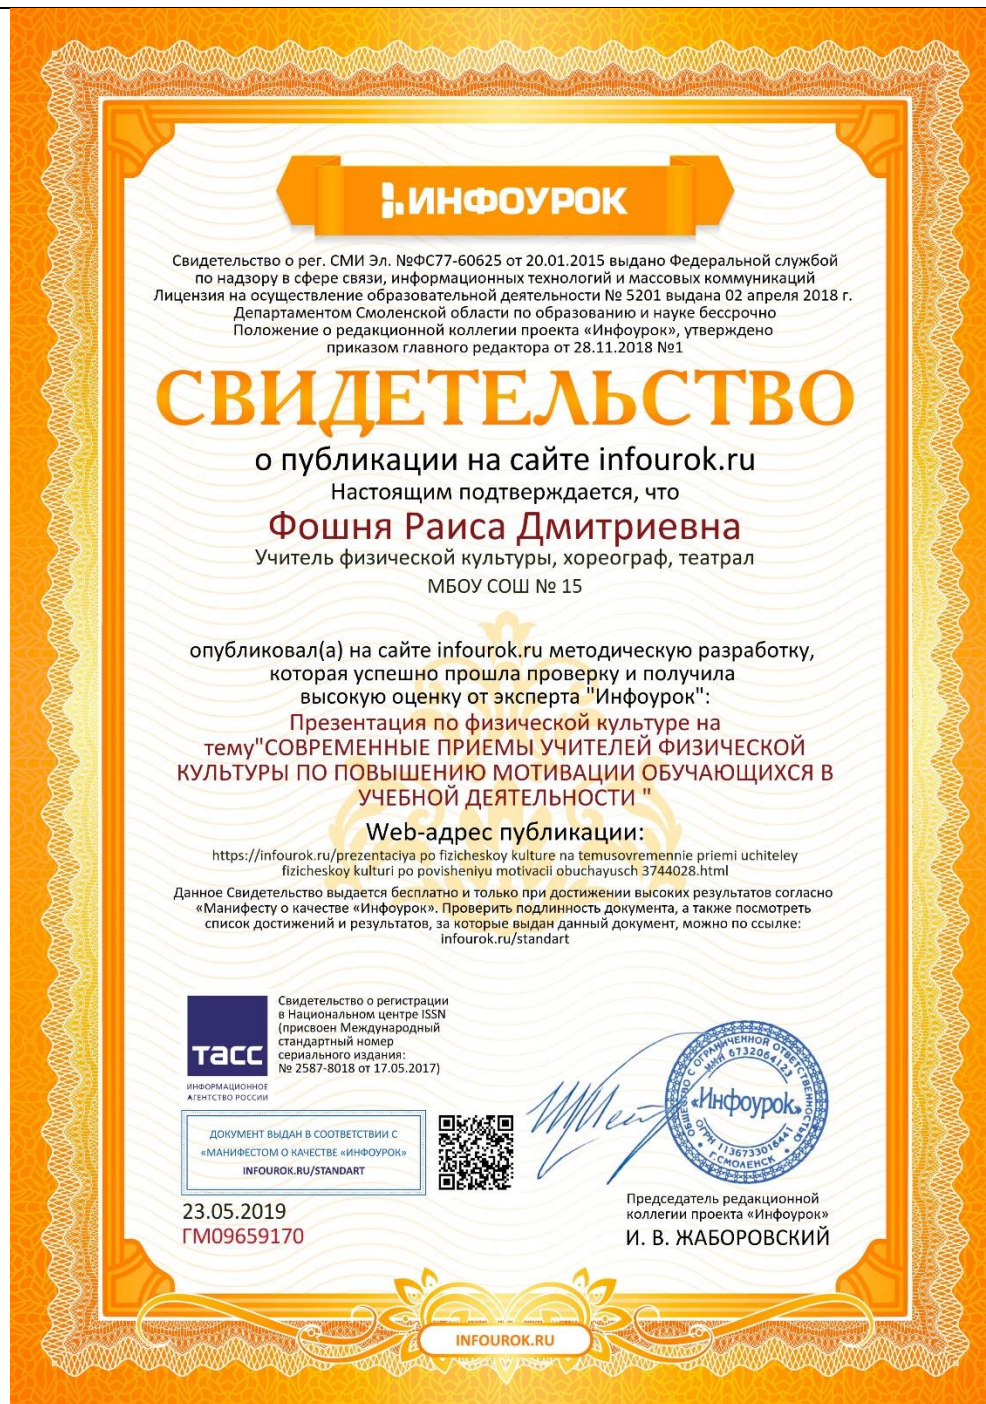 ИНФОУРОК
Свидетельство о рег. СМИ Эл. №ФС77-60625 от 20.01.2015 выдано Федеральной службой
по надзору в сфере связи, информационных технологий и массовых коммуникаций
Лицензия на осуществление образовательной деятельности № 5201 выдана 02 апреля 2018 г.
Департаментом Смоленской области по образованию и науке бессрочно
Положение о редакционной коллегии проекта «Инфоурок», утверждено
приказом главного редактора от 28.11.2018 №1
СВИДЕТЕЛЬСТВО
о публикации на сайте infourok.ru
Настоящим подтверждается, что
Фошня Раиса Дмитриевна
Учитель физической культуры, хореограф, театрал
МБОУ СОШ № 15
опубликовал(а) на сайте infourok.ru методическую разработку,
которая успешно прошла проверку и получила
высокую оценку от эксперта "Инфоурок":
Презентация по физической культуре на
тему"СОВРЕМЕННЫЕ ПРИЕМЫ УЧИТЕЛЕЙ ФИЗИЧЕСКОЙ
КУЛЬТУРЫ ПО ПОВЫШЕНИЮ МОТИВАЦИИ ОБУЧАЮЩИХСЯ В
УЧЕБНОЙ ДЕЯТЕЛЬНОСТИ "
Web-адрес публикации:
https://infourok.ru/prezentaciya po fizicheskoy kulture na temusovremennie priemi uchiteley
fizicheskoy kulturi po povisheniyu motivacii obuchayusch 3744028.html
Данное Свидетельство выдается бесплатно и только при достижении высоких результатов согласно
«Манифесту о качестве «Инфоурок». Проверить подлинность документа, а также посмотреть
список достижений и результатов, за которые выдан данный документ, можно по ссылке:
infourok.ru/standart
тасс
ИНФОРМАЦИОННОЕ
АГЕНТСТВО РОССИИ
Свидетельство о регистрации
в Национальном центре ISSN
(присвоен Международный
стандартный номер
сериального издания:
№ 2587-8018 от 17.05.2017)
ДОКУМЕНТ ВЫДАН В СООТВЕТСТВИИ С
«МАНИФЕСТОМ О КАЧЕСТВЕ «ИНФОУРОК»
INFOUROK.RU/STANDART
23.05.2019
ГМ09659170
ОБЩЕСТВО С ОГРАНИЧЕННОЙ ОТВЕТСТВЕННОСТЬЮ
ИНН 6732064123
«Инфоурок»
ОГРН 1136733016441
Г.СМОЛЕНСК
Председатель редакционной
коллегии проекта «Инфоурок»
И. В. ЖАБОРОВСКИЙ
INFOUROK.RU